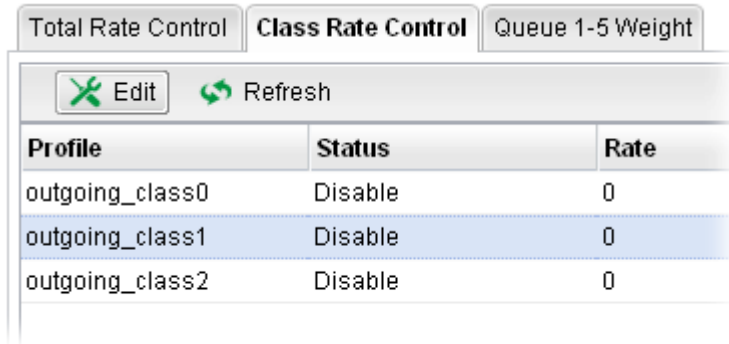 Total Rate Control Class Rate Control Queue 1-5 Weight
Edit Refresh
Profile Status Rate
outgoing_class0 Disable 0
outgoing_class1 Disable 0
outgoing_class2 Disable 0